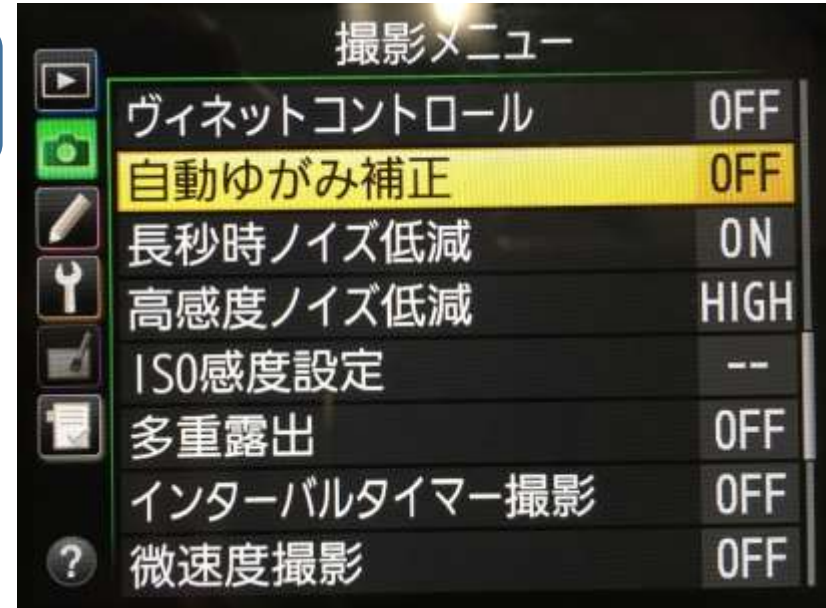 撮影メニュー
ヴィネットコントロール OFF
自動ゆがみ補正 OFF
長秒時ノイズ低減 ON
高感度ノイズ低減 HIGH
ISO感度設定 --
多重露出 OFF
インターバルタイマー撮影 OFF
微速度撮影 OFF
?